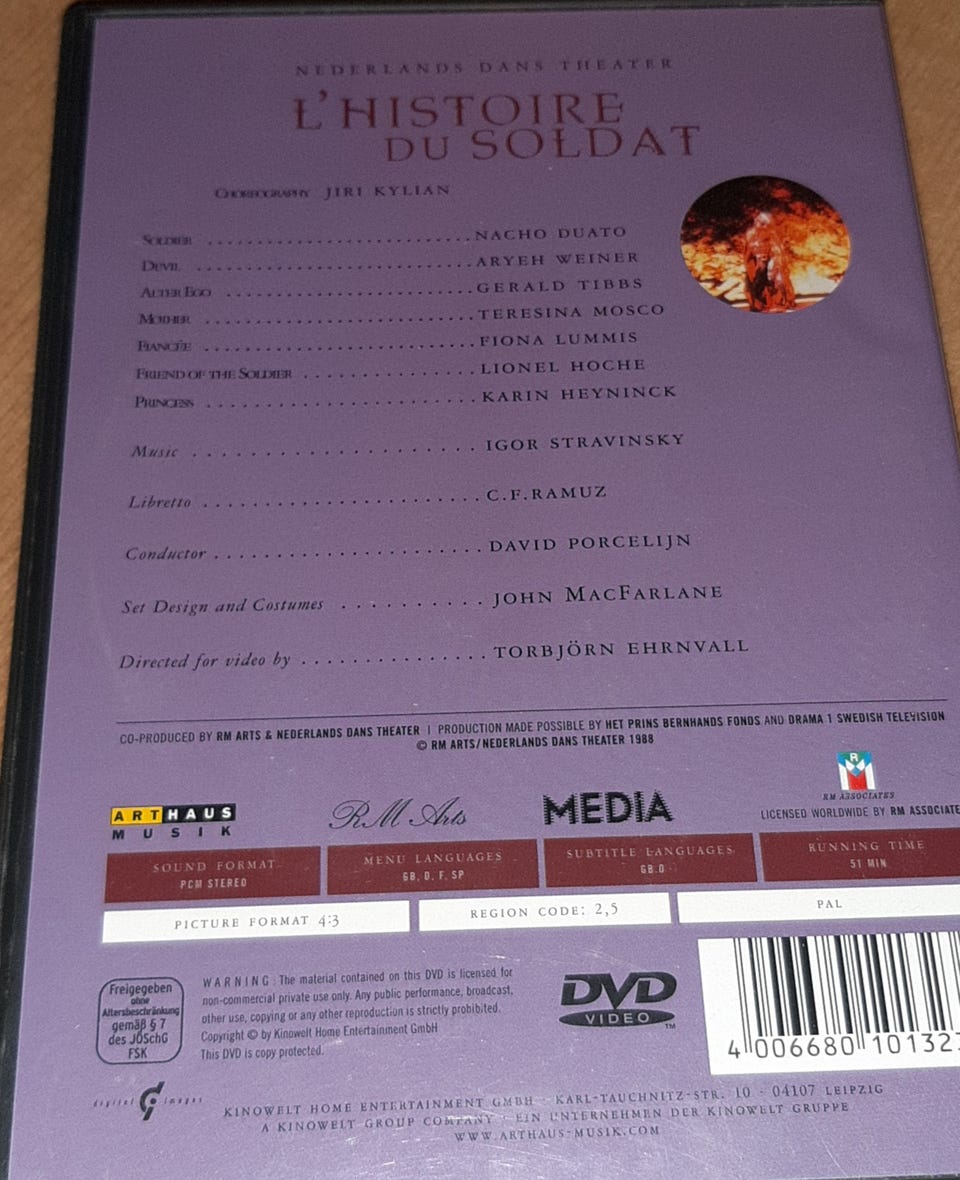 NEDERLANDS DANS THEATER
L'HISTOIRE
DU SOLDAT
CHOREOGRAPHY JIRI KYLIAN
SOLDIER ........................ NACHO DUATO
DEVIL ........................ ARYEH WEINER
ALTER EGO ........................ GERALD TIBBS
MOTHER ........................ TERESINA MOSCO
FIANCÉE ........................ FIONA LUMMIS
FRIEND OF THE SOLDIER ............... LIONEL HOCHE
PRINCESS ........................ KARIN HEYNINCK
Music ........................ IGOR STRAVINSKY
Libretto ........................ C.F.RAMUZ
Conductor ........................ DAVID PORCELIJN
Set Design and Costumes .......... JOHN MACFARLANE
Directed for video by ................ TORBJÖRN EHRNVALL
CO-PRODUCED BY RM ARTS & NEDERLANDS DANS THEATER | PRODUCTION MADE POSSIBLE BY HET PRINS BERNHANDS FONDS AND DRAMA 1 SWEDISH TELEVISION
© RM ARTS/NEDERLANDS DANS THEATER 1988
ARTHAUS
MUSIK
RM Arts
MEDIA
RM
RM ASSOCIATES
LICENSED WORLDWIDE BY RM ASSOCIATE
SOUND FORMAT
PCM STEREO
MENU LANGUAGES
GB, D, F, SP
SUBTITLE LANGUAGES
GB.D
RUNNING TIME
51 MIN
PICTURE FORMAT 4:3
REGION CODE: 2,5
PAL
Freigegeben
ohne
Altersbeschränkung
gemäß § 7
des JÖSchG
FSK
WARNING: The material contained on this DVD is licensed for
non-commercial private use only. Any public performance, broadcast,
other use, copying or any other reproduction is strictly prohibited.
Copyright © by Kinowelt Home Entertainment GmbH
This DVD is copy protected.
DVD
VIDEO
TM
4 006680 10132
digital images
KINOWELT HOME ENTERTAINMENT GMBH · KARL-TAUCHNITZ-STR. 10 · 04107 LEIPZIG
A KINOWELT GROUP COMPANY · EIN UNTERNEHMEN DER KINOWELT GRUPPE
WWW.ARTHAUS-MUSIK.COM